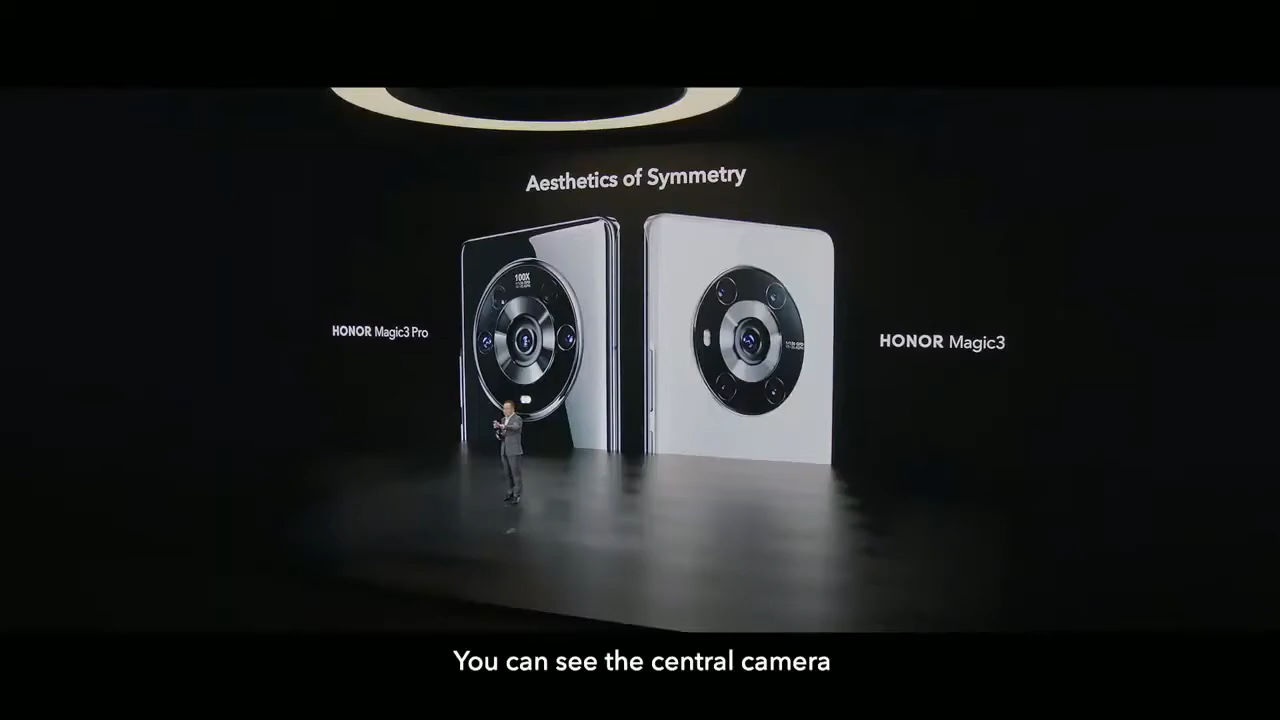 Aesthetics of Symmetry
100X
HONOR Magic3 Pro
HONOR Magic3
You can see the central camera